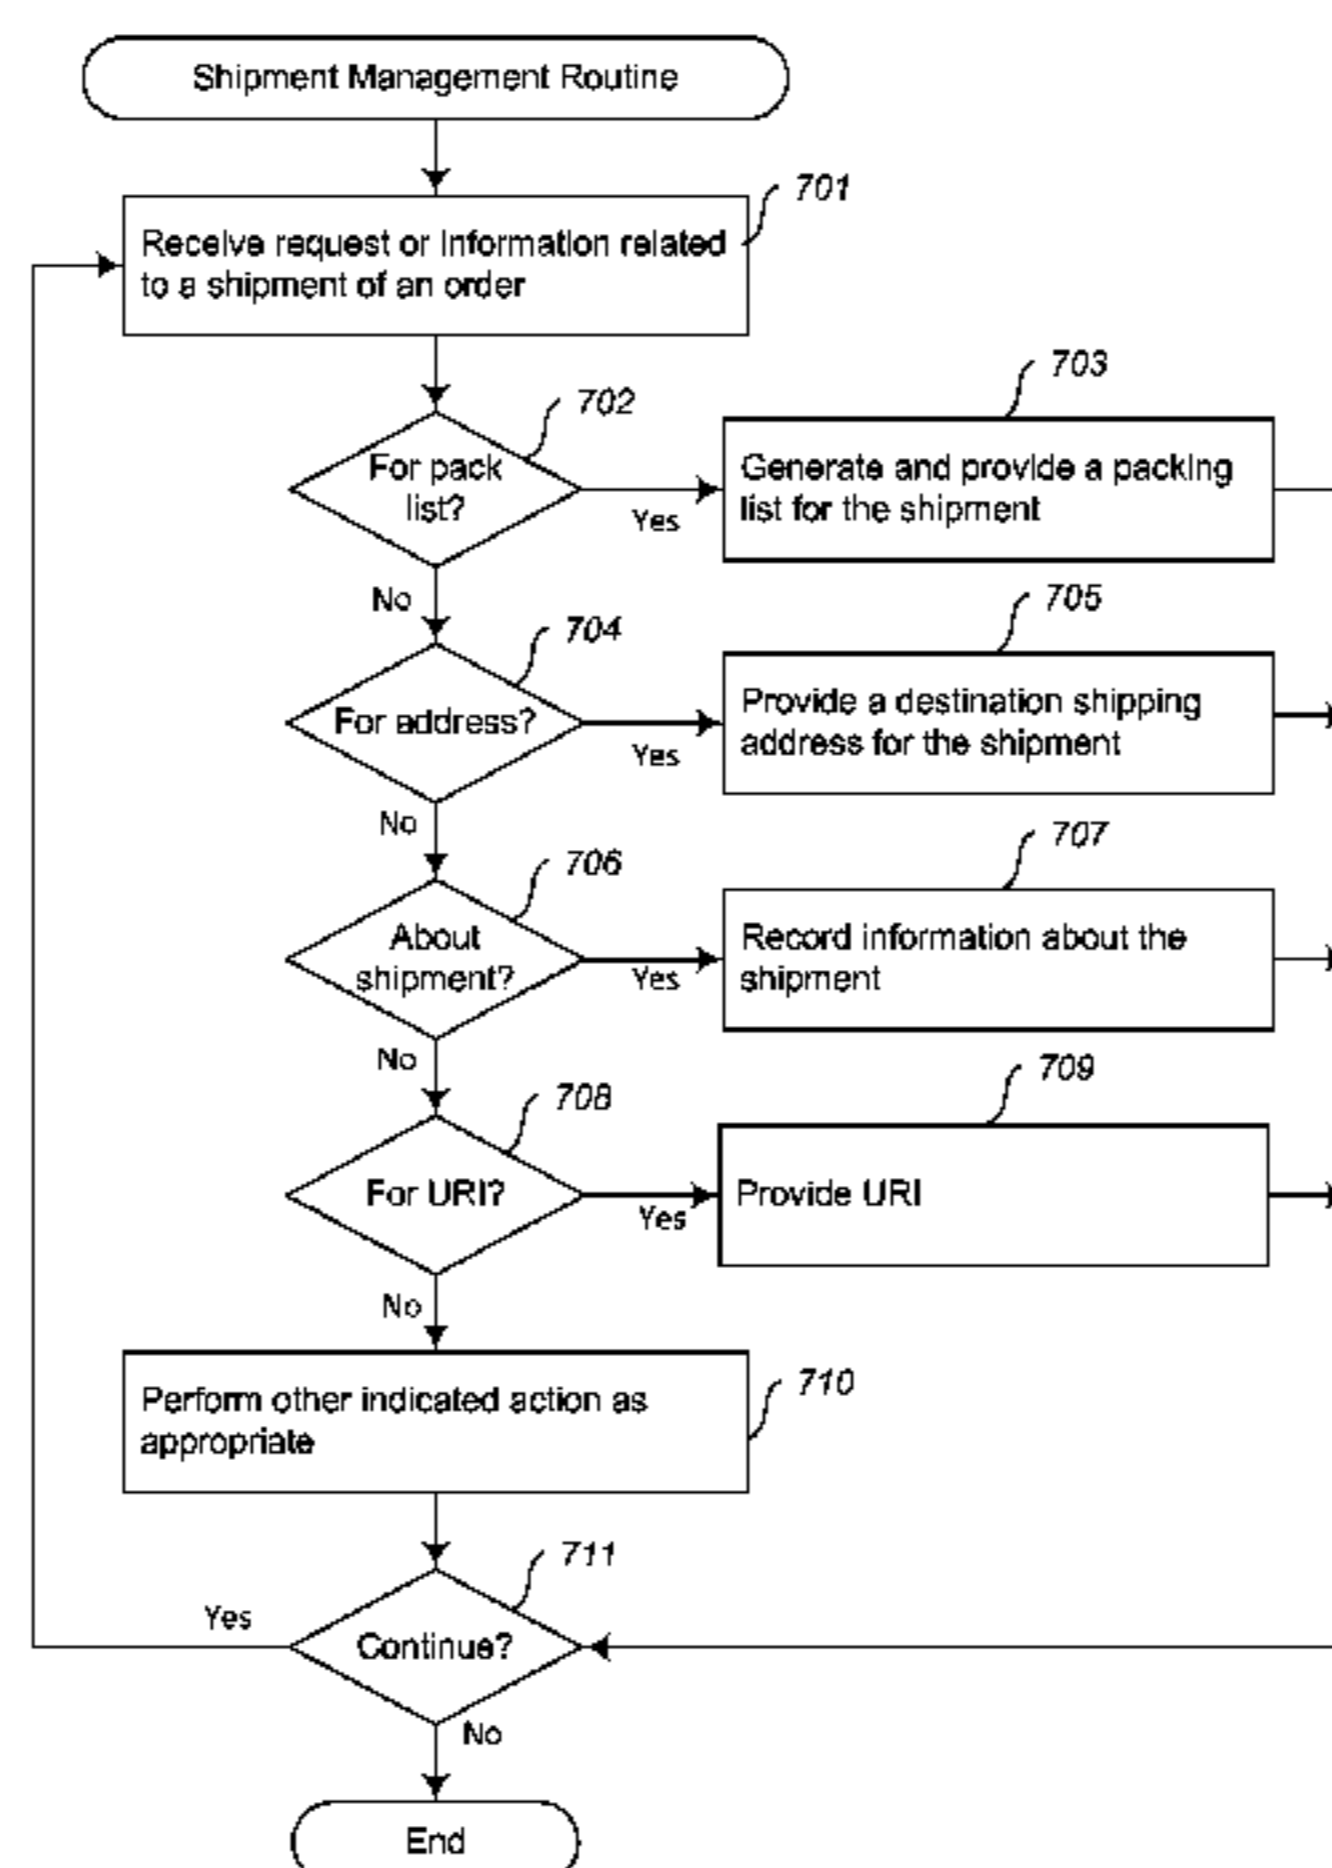 Shipment Management Routine
701
Receive request or information related
to a shipment of an order
702
For pack
list?
Yes
703
Generate and provide a packing
list for the shipment
No
704
For address?
Yes
705
Provide a destination shipping
address for the shipment
No
706
About
shipment?
Yes
707
Record information about the
shipment
No
708
For URI?
Yes
709
Provide URI
No
Perform other indicated action as
appropriate
710
711
Yes
Continue?
No
End